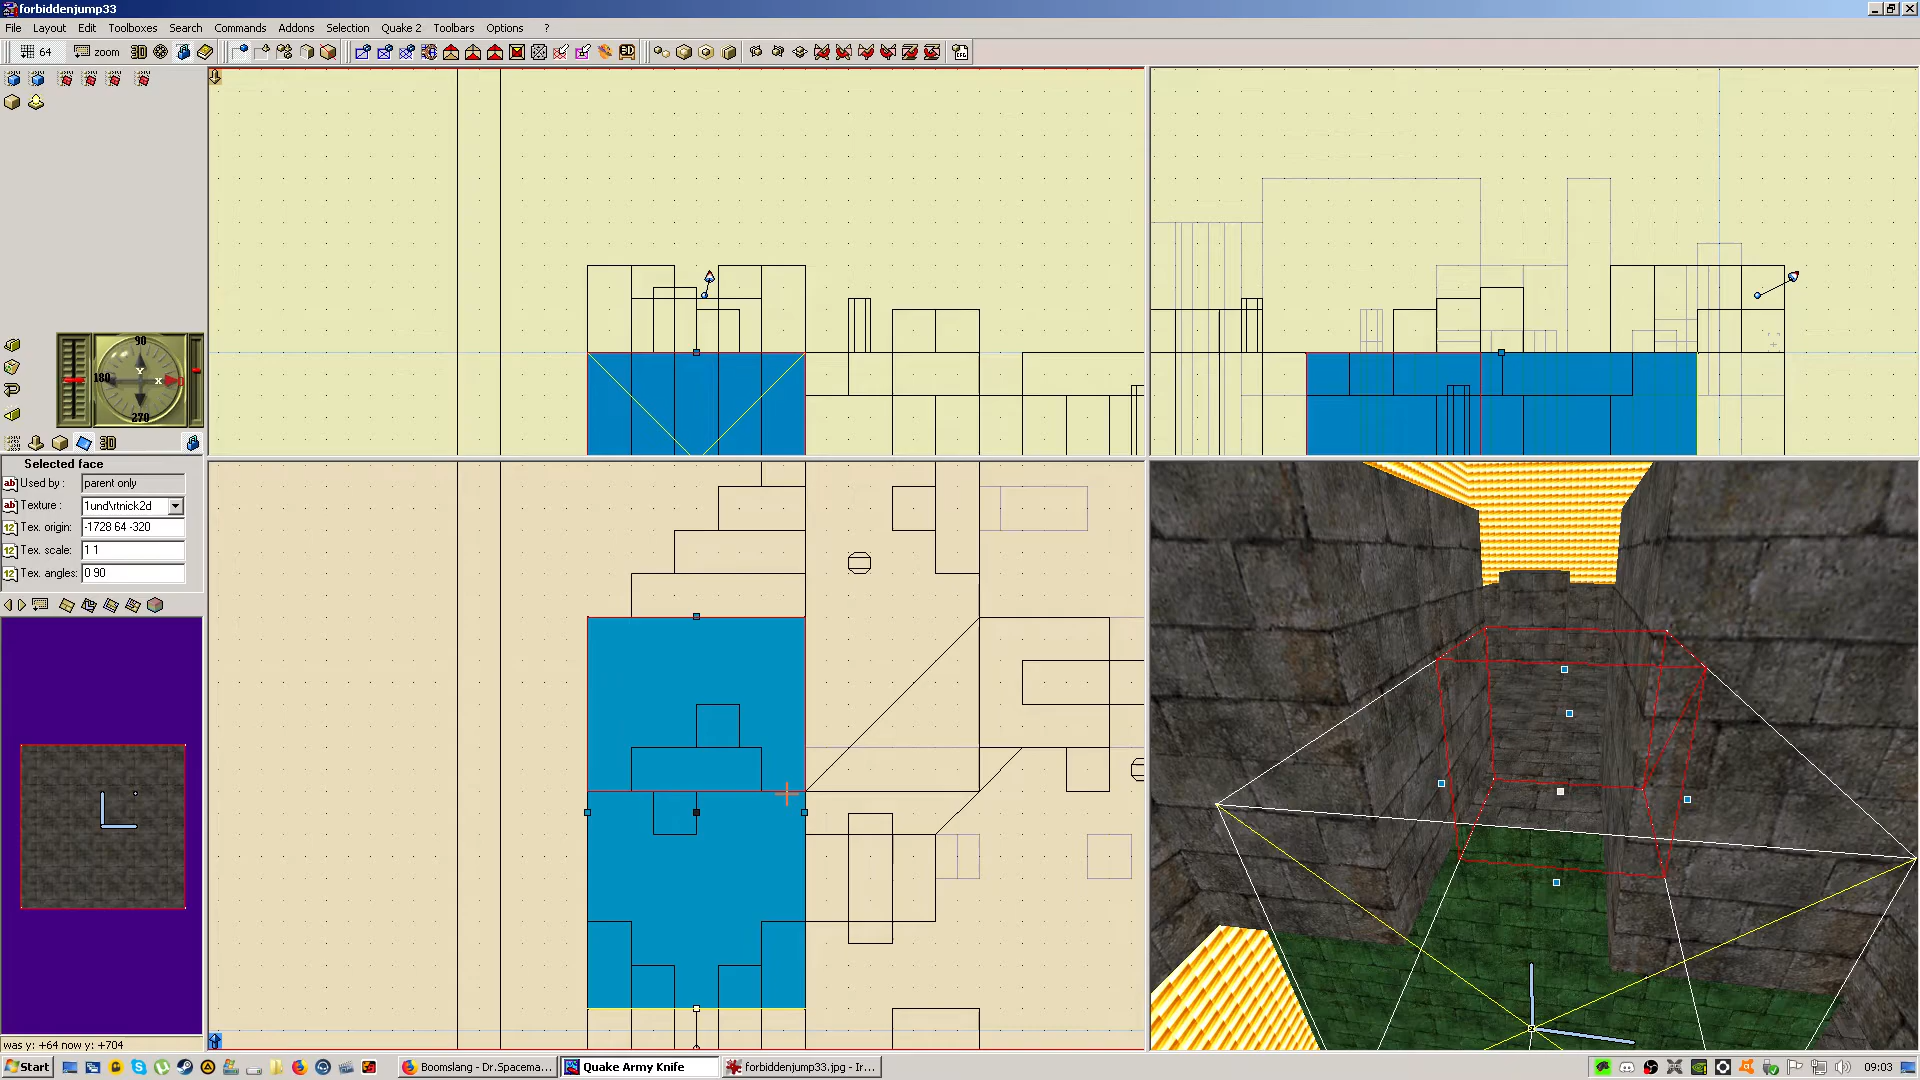 forbiddenjump33
File Layout Edit Toolboxes Search Commands Addons Selection Quake 2 Toolbars Options ?
64 zoom 3D
90
180 Y X
270
3D
Selected face
Used by : parent only
Texture : 1und\rtnick2d
Tex. origin: -1728 64 -320
Tex. scale: 1 1
Tex. angles: 0 90
was y: +64 now y: +704
Start Boomslang - Dr.Spacema... Quake Army Knife forbiddenjump33.jpg - Ir... 09:03